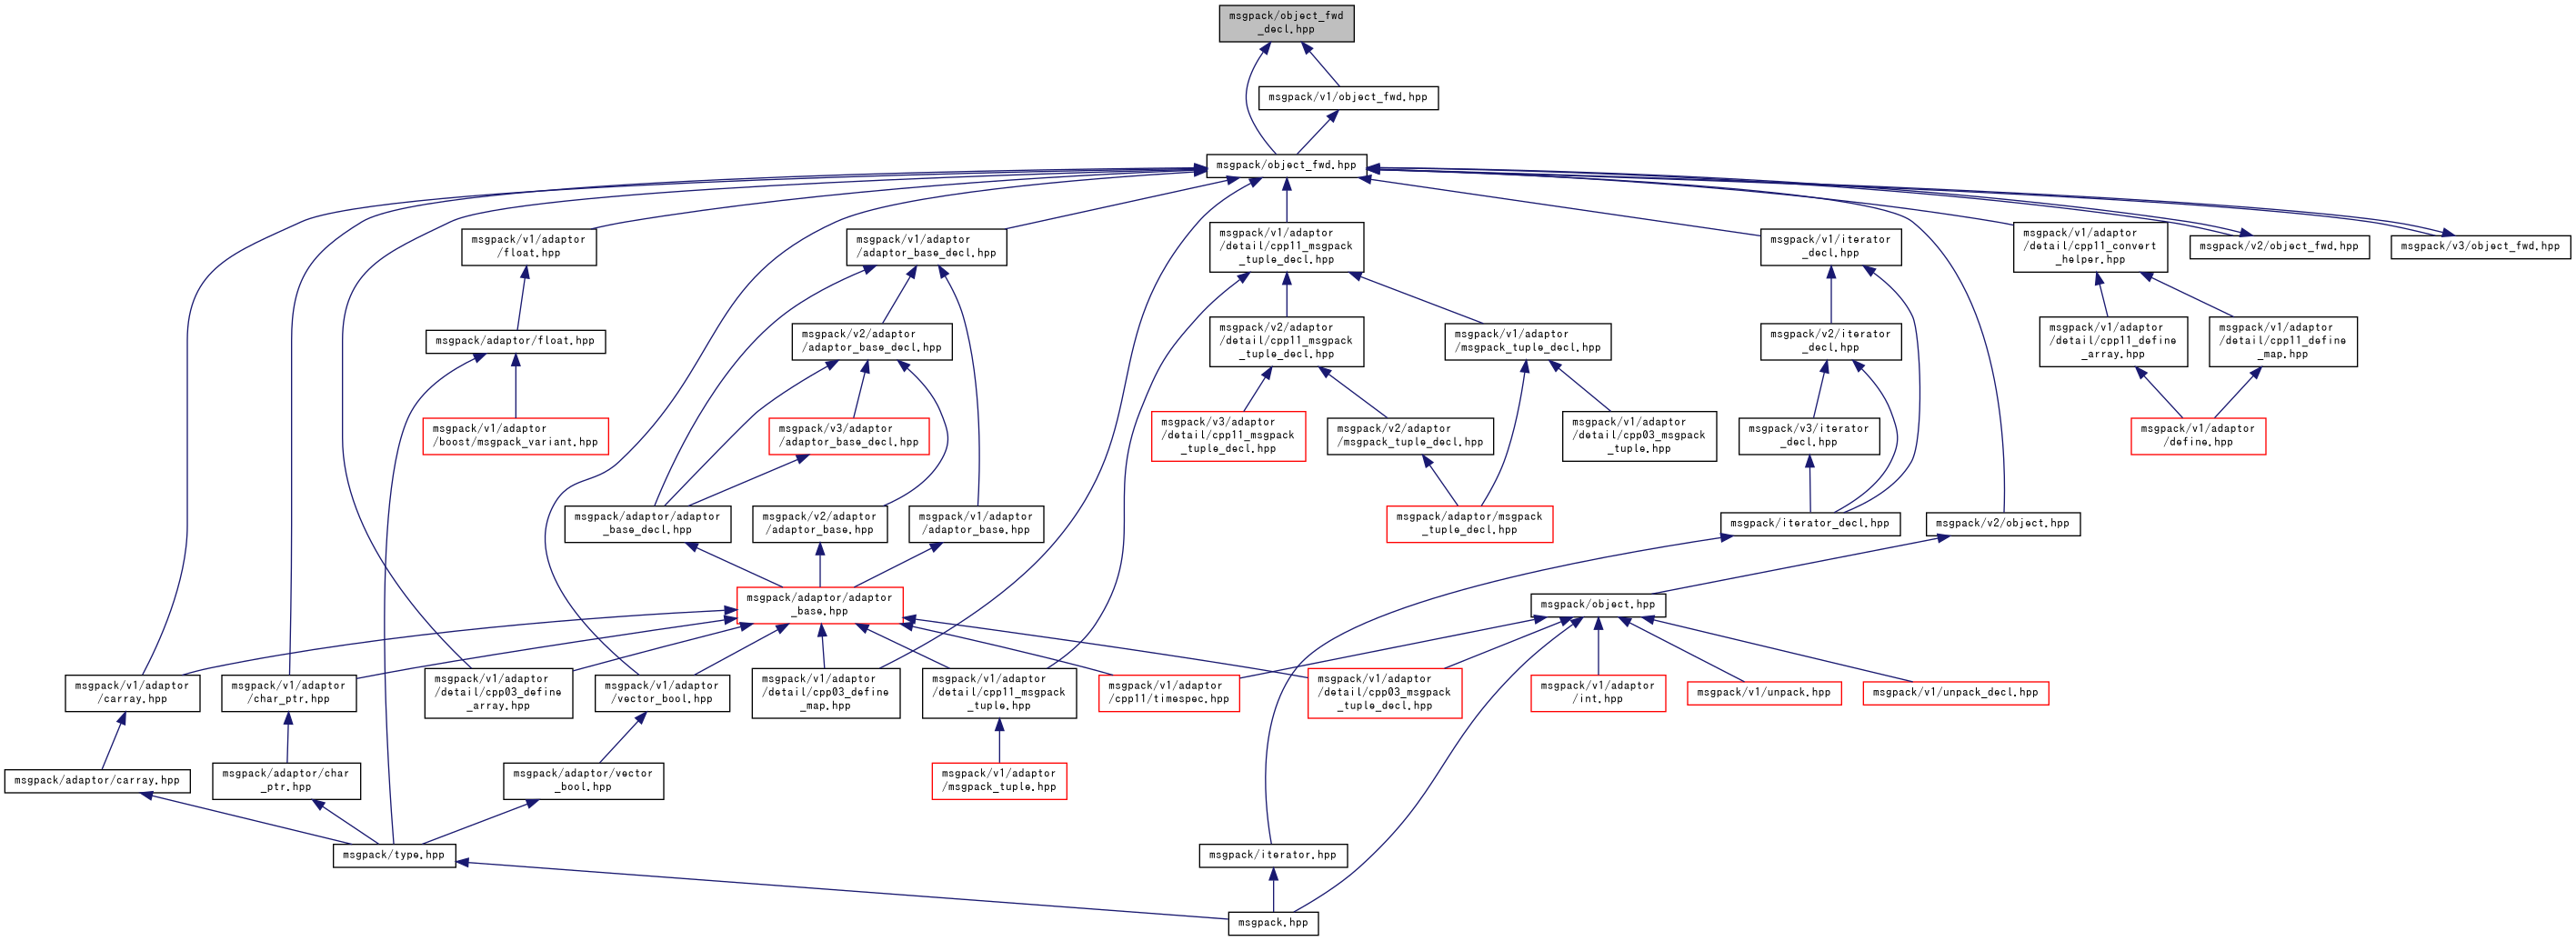 msgpack/object_fwd
_decl.hpp
msgpack/v1/object_fwd.hpp
msgpack/object_fwd.hpp
msgpack/v1/adaptor
/float.hpp
msgpack/v1/adaptor
/adaptor_base_decl.hpp
msgpack/v1/adaptor
/detail/cpp11_msgpack
_tuple_decl.hpp
msgpack/v1/iterator
_decl.hpp
msgpack/v1/adaptor
/detail/cpp11_convert
_helper.hpp
msgpack/v2/object_fwd.hpp
msgpack/v3/object_fwd.hpp
msgpack/adaptor/float.hpp
msgpack/v2/adaptor
/adaptor_base_decl.hpp
msgpack/v2/adaptor
/detail/cpp11_msgpack
_tuple_decl.hpp
msgpack/v1/adaptor
/msgpack_tuple_decl.hpp
msgpack/v2/iterator
_decl.hpp
msgpack/v1/adaptor
/detail/cpp11_define
_array.hpp
msgpack/v1/adaptor
/detail/cpp11_define
_map.hpp
msgpack/v1/adaptor
/boost/msgpack_variant.hpp
msgpack/v3/adaptor
/adaptor_base_decl.hpp
msgpack/v3/adaptor
/detail/cpp11_msgpack
_tuple_decl.hpp
msgpack/v2/adaptor
/msgpack_tuple_decl.hpp
msgpack/v1/adaptor
/detail/cpp03_msgpack
_tuple.hpp
msgpack/v3/iterator
_decl.hpp
msgpack/v1/adaptor
/define.hpp
msgpack/adaptor/adaptor
_base_decl.hpp
msgpack/v2/adaptor
/adaptor_base.hpp
msgpack/v1/adaptor
/adaptor_base.hpp
msgpack/adaptor/msgpack
_tuple_decl.hpp
msgpack/iterator_decl.hpp
msgpack/v2/object.hpp
msgpack/adaptor/adaptor
_base.hpp
msgpack/object.hpp
msgpack/v1/adaptor
/carray.hpp
msgpack/v1/adaptor
/char_ptr.hpp
msgpack/v1/adaptor
/detail/cpp03_define
_array.hpp
msgpack/v1/adaptor
/vector_bool.hpp
msgpack/v1/adaptor
/detail/cpp03_define
_map.hpp
msgpack/v1/adaptor
/detail/cpp11_msgpack
_tuple.hpp
msgpack/v1/adaptor
/cpp11/timespec.hpp
msgpack/v1/adaptor
/detail/cpp03_msgpack
_tuple_decl.hpp
msgpack/v1/adaptor
/int.hpp
msgpack/v1/unpack.hpp
msgpack/v1/unpack_decl.hpp
msgpack/adaptor/carray.hpp
msgpack/adaptor/char
_ptr.hpp
msgpack/adaptor/vector
_bool.hpp
msgpack/v1/adaptor
/msgpack_tuple.hpp
msgpack/type.hpp
msgpack/iterator.hpp
msgpack.hpp